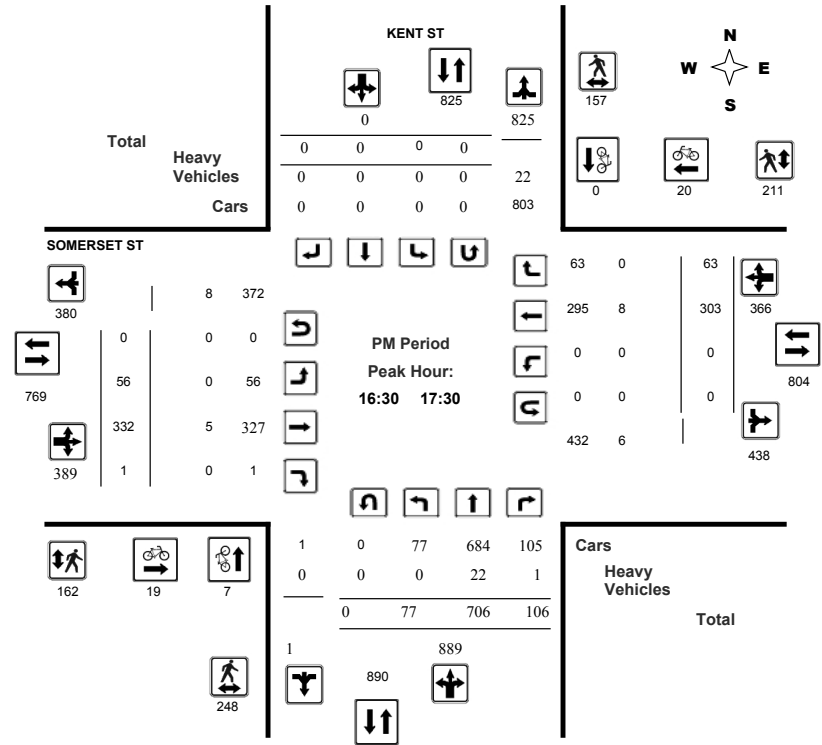 KENT ST
N
W E
S
825
157
0 825
Total
Heavy
Vehicles
Cars
0 0 0 0
0 0 0 0 22
0 0 0 0 803
0 20 211
SOMERSET ST
380
8 372
0 0 0
769
56 0 56
332 5 327
389
1 0 1
PM Period
Peak Hour:
16:30 17:30
63 0 63
295 8 303 366
0 0 0
804
0 0 0
432 6
438
162 19 7
248
1 0 77 684 105
0 0 0 22 1
0 77 706 106
1 889
890
Cars
Heavy
Vehicles
Total